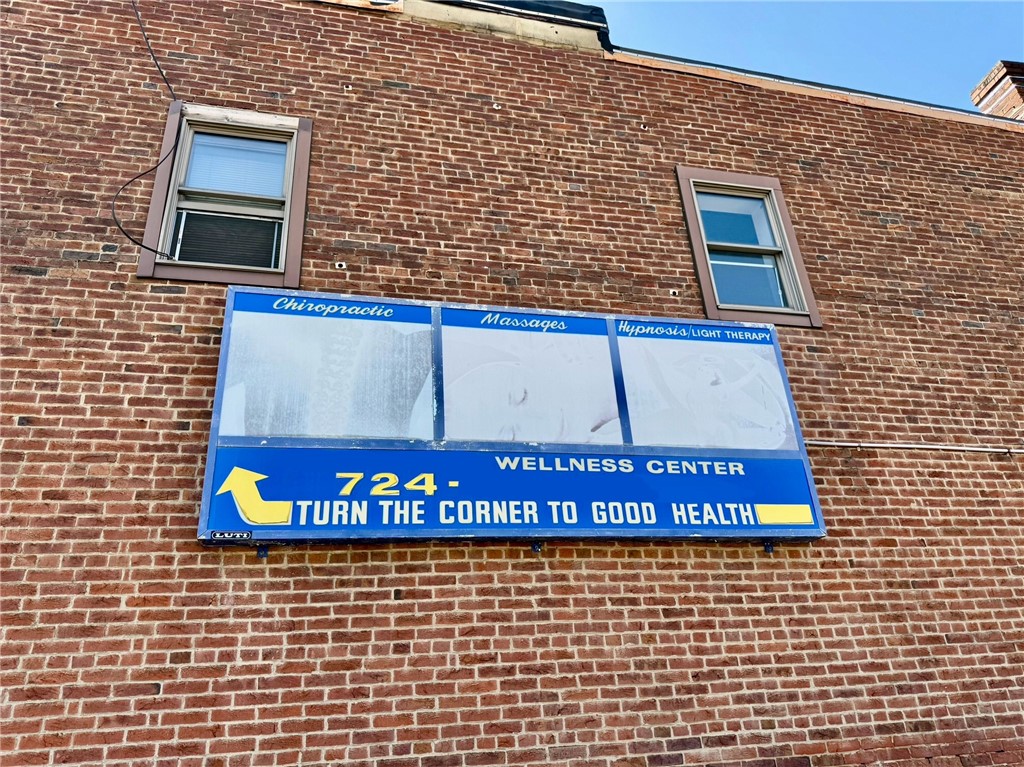 Chiropractic
Massages
Hypnosis/LIGHT THERAPY
WELLNESS CENTER
724-
TURN THE CORNER TO GOOD HEALTH
LUTI